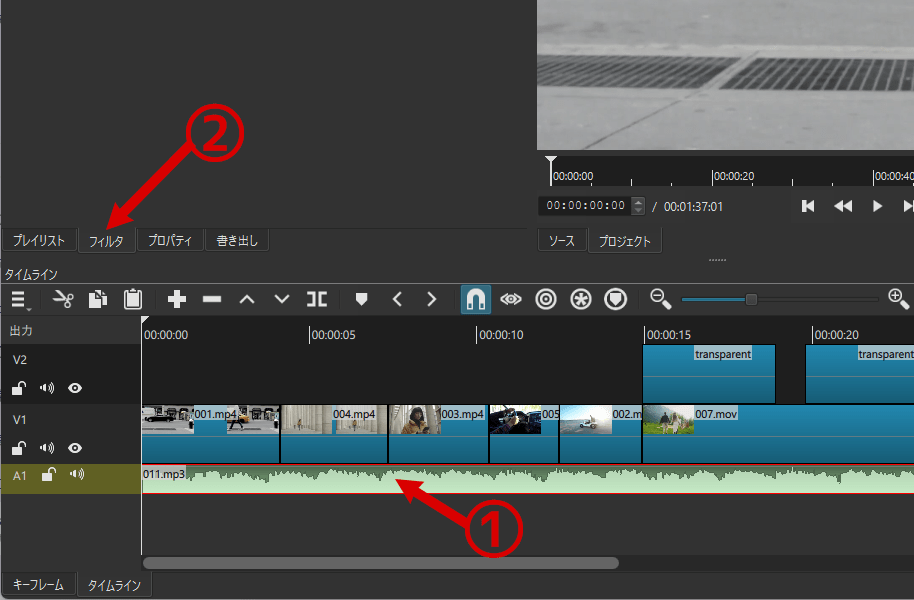 ②
00:00:00
00:00:20
00:00:40
00:00:00:00 / 00:01:37:01
プレイリスト フィルタ プロパティ 書き出し
ソース プロジェクト
タイムライン
出力
00:00:00 00:00:05 00:00:10 00:00:15 00:00:20
V2
transparent transparent
V1
001.mp4 004.mp4 003.mp4 005 002.m 007.mov
A1
011.mp3
①
キーフレーム タイムライン